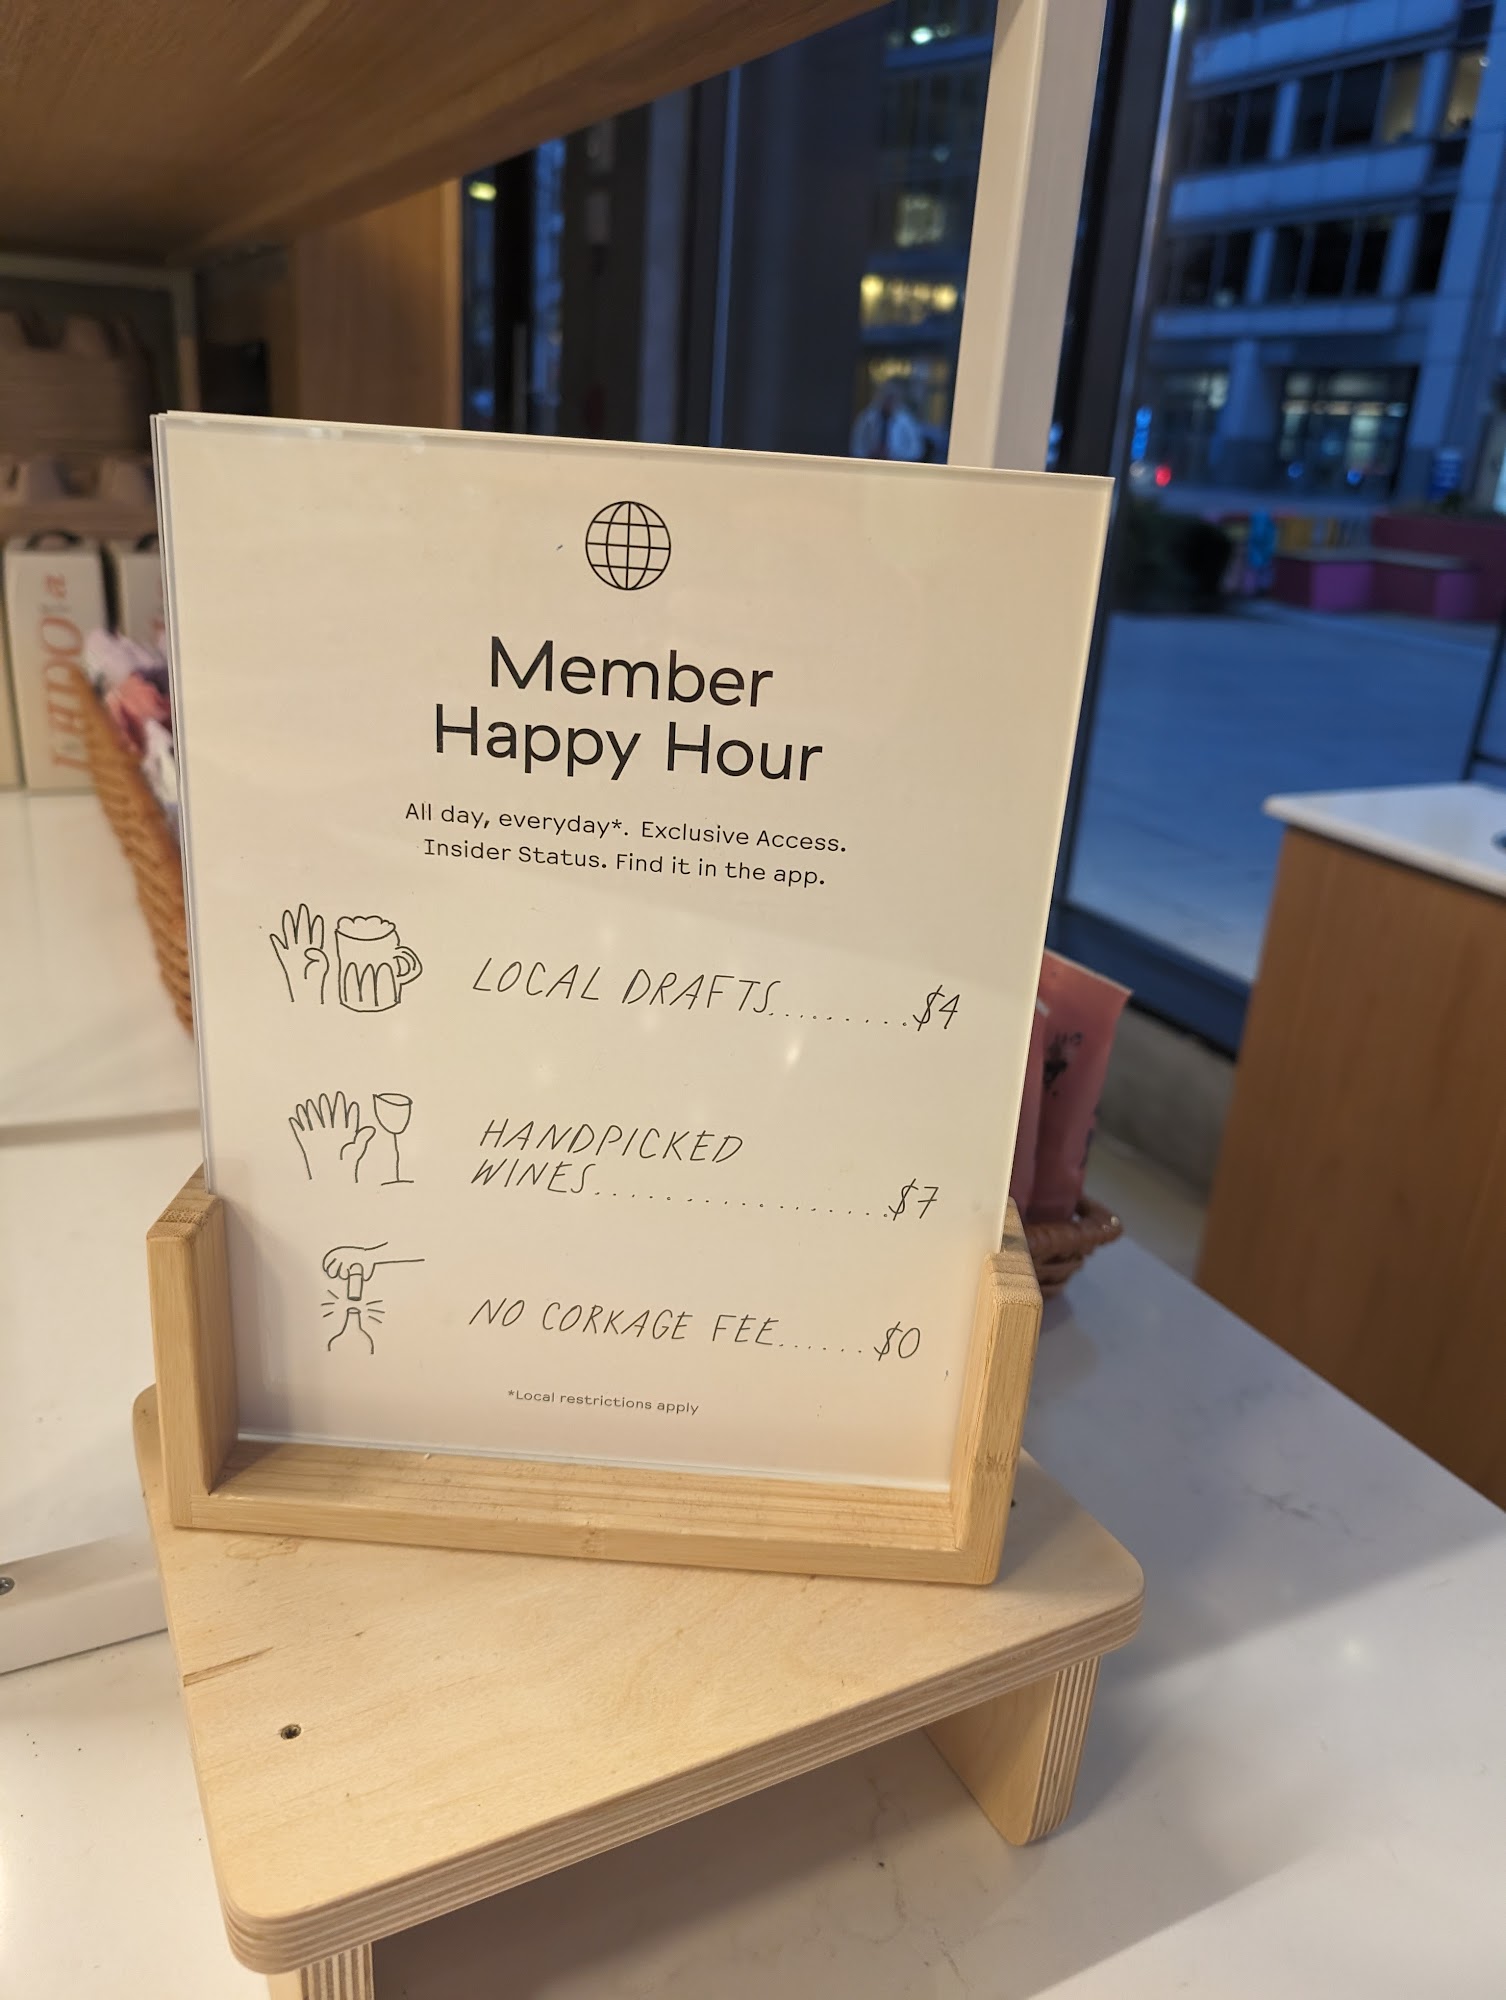 Member
Happy Hour
All day, everyday*. Exclusive Access.
Insider Status. Find it in the app.
LOCAL DRAFTS.........$4
HANDPICKED
WINES.................$7
NO CORKAGE FEE......$0
*Local restrictions apply